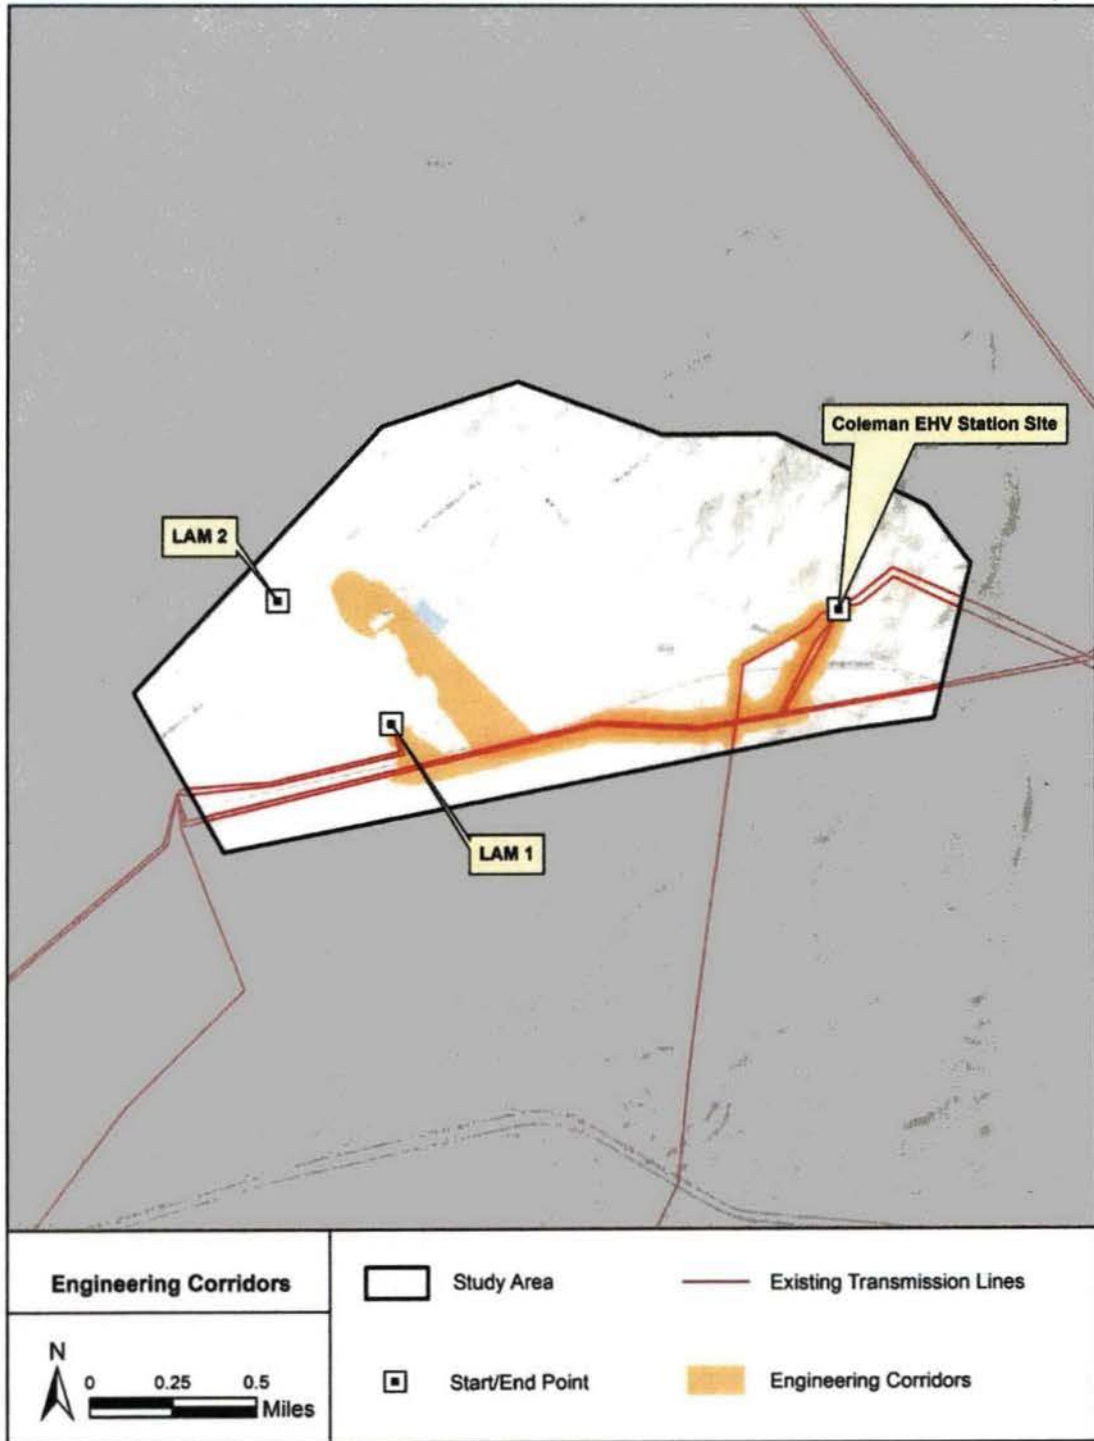 Coleman EHV Station Site
LAM 2
LAM 1
Engineering Corridors
N
0 0.25 0.5
Miles
Study Area
Existing Transmission Lines
Start/End Point
Engineering Corridors